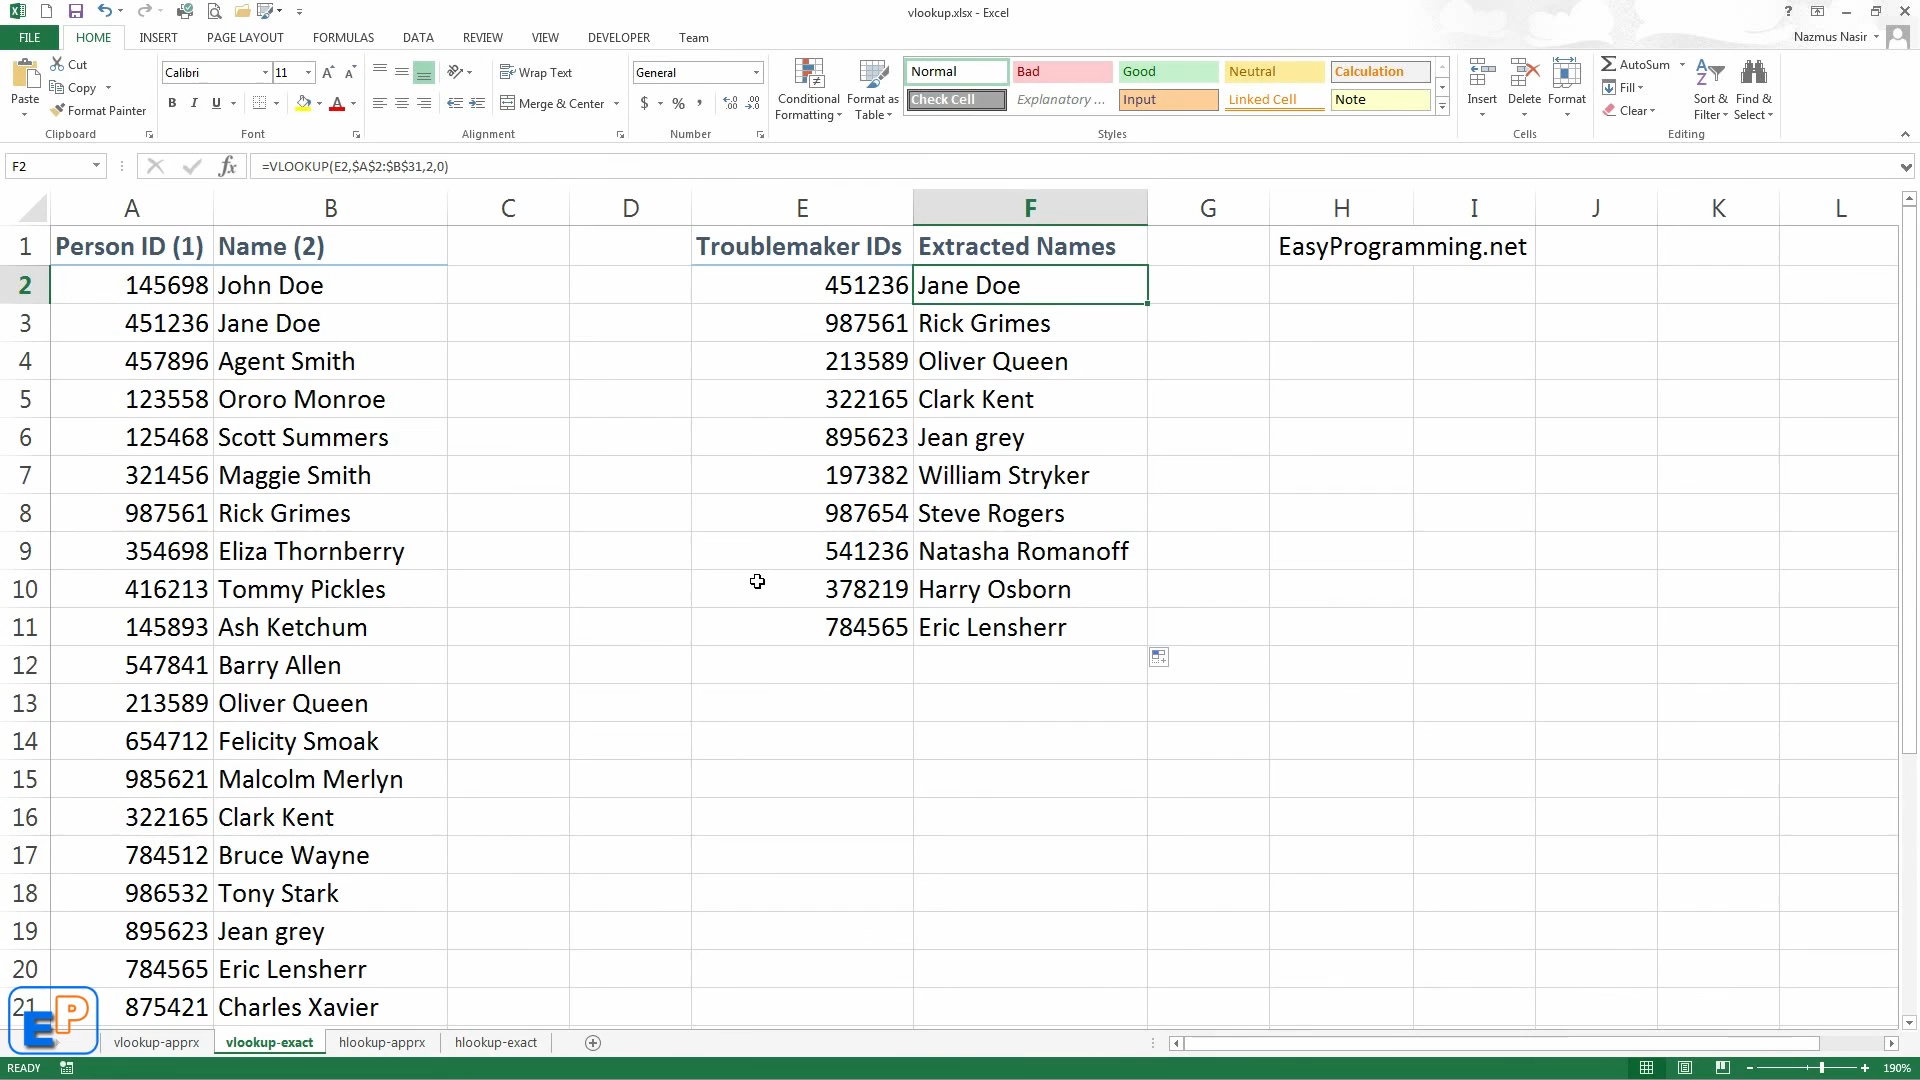 vlookup.xlsx - Excel
?
FILE HOME INSERT PAGE LAYOUT FORMULAS DATA REVIEW VIEW DEVELOPER Team Nazmus Nasir
Paste
Cut
Copy
Format Painter
Clipboard
Calibri 11
B I U A
Font
Wrap Text
Merge & Center
Alignment
General
$ % ,
Number
Conditional Formatting
Format as Table
Normal Bad Good Neutral Calculation
Check Cell Explanatory ... Input Linked Cell Note
Styles
Insert Delete Format
Cells
AutoSum
Fill
Clear
Sort & Filter
Find & Select
Editing
F2 fx =VLOOKUP(E2,$A$2:$B$31,2,0)
A B C D E F G H I J K L
1 Person ID (1) Name (2) Troublemaker IDs Extracted Names EasyProgramming.net
2 145698 John Doe 451236 Jane Doe
3 451236 Jane Doe 987561 Rick Grimes
4 457896 Agent Smith 213589 Oliver Queen
5 123558 Ororo Monroe 322165 Clark Kent
6 125468 Scott Summers 895623 Jean grey
7 321456 Maggie Smith 197382 William Stryker
8 987561 Rick Grimes 987654 Steve Rogers
9 354698 Eliza Thornberry 541236 Natasha Romanoff
10 416213 Tommy Pickles 378219 Harry Osborn
11 145893 Ash Ketchum 784565 Eric Lensherr
12 547841 Barry Allen
13 213589 Oliver Queen
14 654712 Felicity Smoak
15 985621 Malcolm Merlyn
16 322165 Clark Kent
17 784512 Bruce Wayne
18 986532 Tony Stark
19 895623 Jean grey
20 784565 Eric Lensherr
21 875421 Charles Xavier
EP
vlookup-apprx vlookup-exact hlookup-apprx hlookup-exact
READY 190%